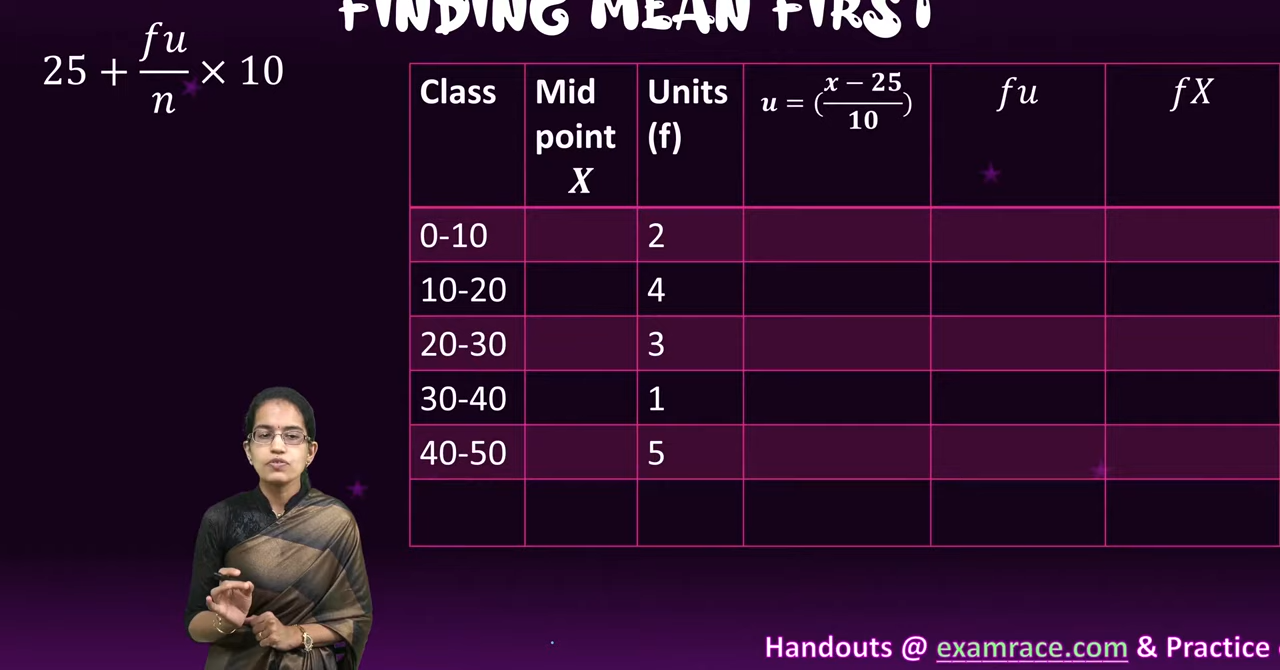 FINDING MEAN FIRST
25 + fu/n × 10
Class | Mid point X | Units (f) | u = (x − 25 / 10) | fu | fX
0-10 | 2
10-20 | 4
20-30 | 3
30-40 | 1
40-50 | 5
Handouts @ examrace.com & Practice